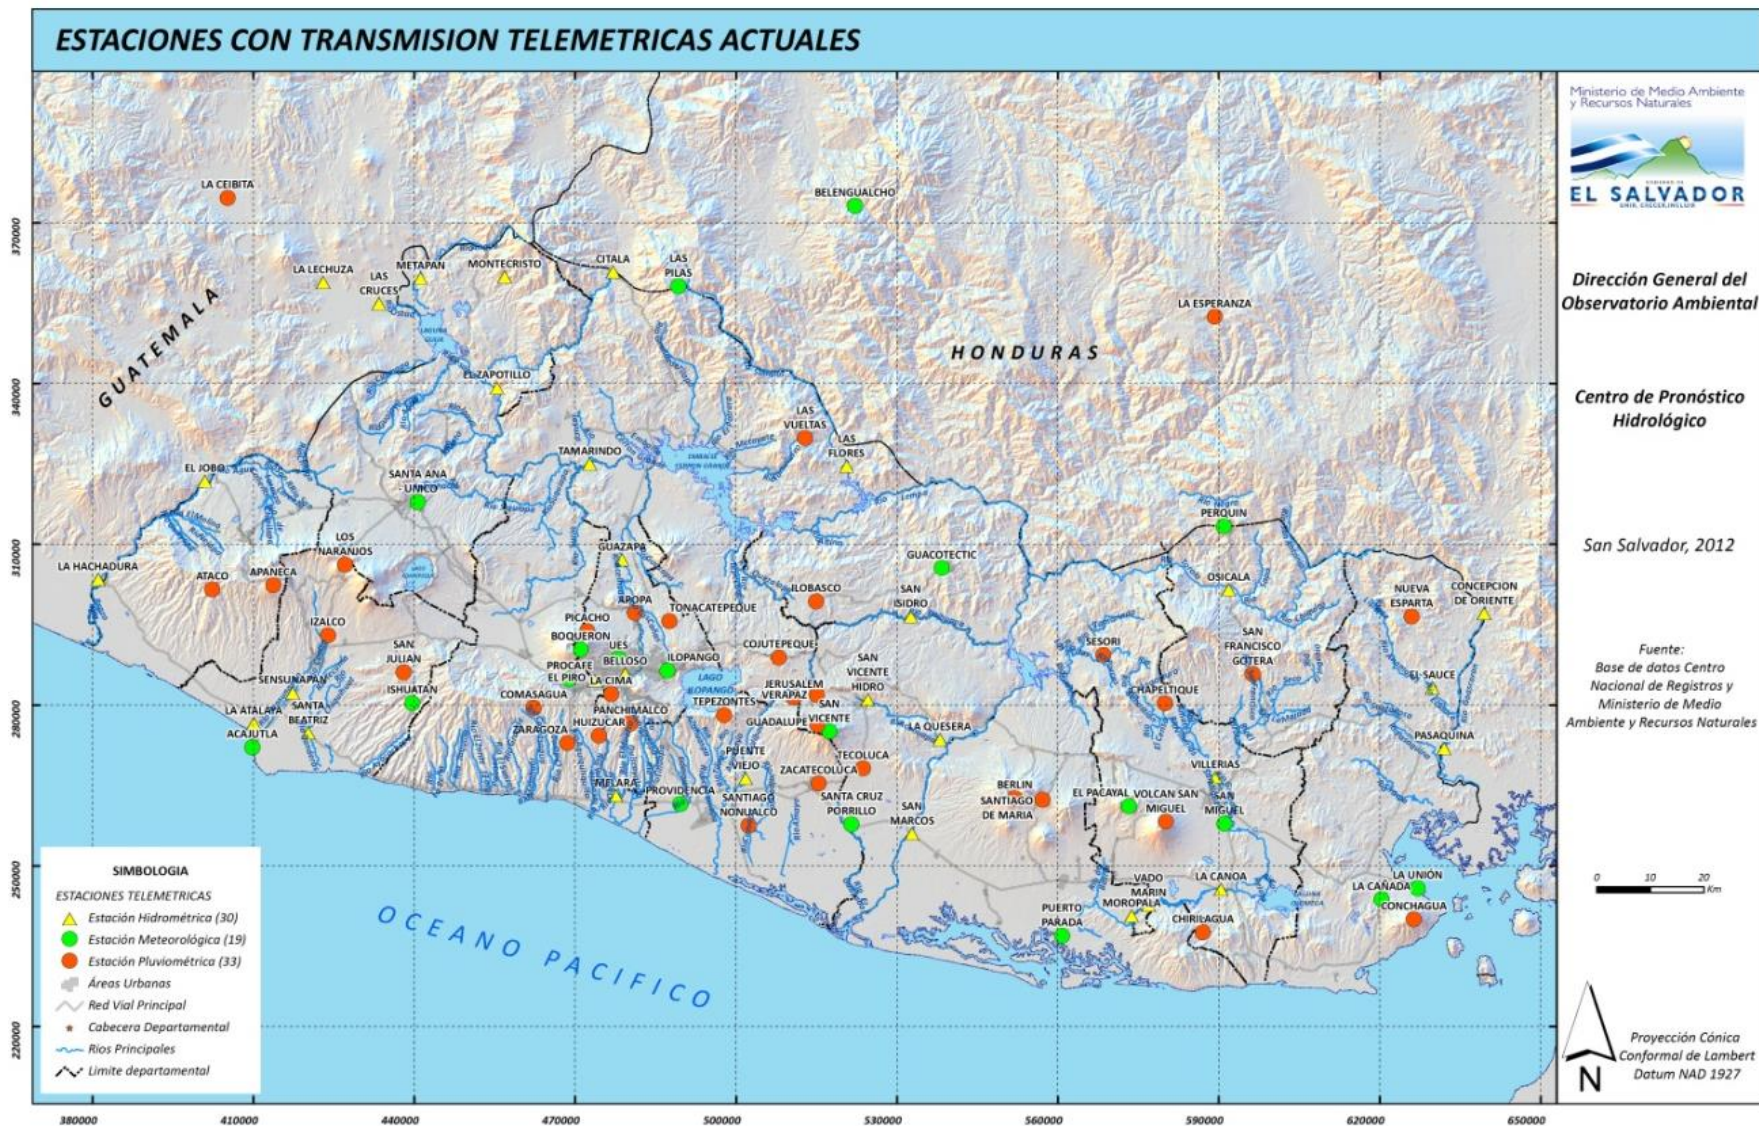 ESTACIONES CON TRANSMISION TELEMETRICAS ACTUALES
Ministerio de Medio Ambiente
y Recursos Naturales
GOBIERNO DE
EL SALVADOR
UNIR, CRECER, INCLUIR
Dirección General del
Observatorio Ambiental
Centro de Pronóstico
Hidrológico
San Salvador, 2012
Fuente:
Base de datos Centro
Nacional de Registros y
Ministerio de Medio
Ambiente y Recursos Naturales
0 10 20
Km
N
Proyección Cónica
Conformal de Lambert
Datum NAD 1927
LA CEIBITA
BELENGUALCHO
LA LECHUZA
LAS
CRUCES
METAPAN
MONTECRISTO
CITALA
LAS
PILAS
LA ESPERANZA
GUATEMALA
HONDURAS
EL ZAPOTILLO
LAS
VUELTAS
LAS
FLORES
TAMARINDO
EL JOBO
SANTA ANA
UNICO
LOS
NARANJOS
GUAZAPA
GUACOTECTIC
PERQUIN
LA HACHADURA
ATACO
APANECA
OSICALA
NUEVA
ESPARTA
CONCEPCION
DE ORIENTE
ILOBASCO
SAN
ISIDRO
APOPA
TONACATEPEQUE
PICACHO
IZALCO
BOQUERON
UES
SAN
JULIAN
PROCAFE
BELLOSO
ILOPANGO
COJUTEPEQUE
SAN
VICENTE
HIDRO
SESORI
SAN
FRANCISCO
GOTERA
EL PIRO
LA CIMA
LAGO
ILOPANGO
JERUSALEM
VERAPAZ
EL SAUCE
CHAPELTIQUE
SENSUNAPAN
ISHUATAN
COMASAGUA
PANCHIMALCO
TEPEZONTES
SAN
VICENTE
SANTA
BEATRIZ
LA ATALAYA
ACAJUTLA
HUIZUCAR
ZARAGOZA
GUADALUPE
LA QUESERA
PASAQUINA
PUENTE
VIEJO
TECOLUCA
ZACATECOLUCA
VILLERIAS
MELARA
PROVIDENCIA
SANTIAGO
NONUALCO
SANTA CRUZ
PORRILLO
SAN
MARCOS
BERLIN
SANTIAGO
DE MARIA
EL PACAYAL
VOLCAN SAN
MIGUEL
SAN
MIGUEL
VADO
MARIN
LA CANOA
LA UNIÓN
LA CAÑADA
CONCHAGUA
MOROPALA
PUERTO
PARADA
CHIRILAGUA
OCEANO PACIFICO
SIMBOLOGIA
ESTACIONES TELEMETRICAS
Estación Hidrométrica (30)
Estación Meteorológica (19)
Estación Pluviométrica (33)
Áreas Urbanas
Red Vial Principal
Cabecera Departamental
Rios Principales
Limite departamental
370000
340000
310000
280000
250000
220000
380000 410000 440000 470000 500000 530000 560000 590000 620000 650000